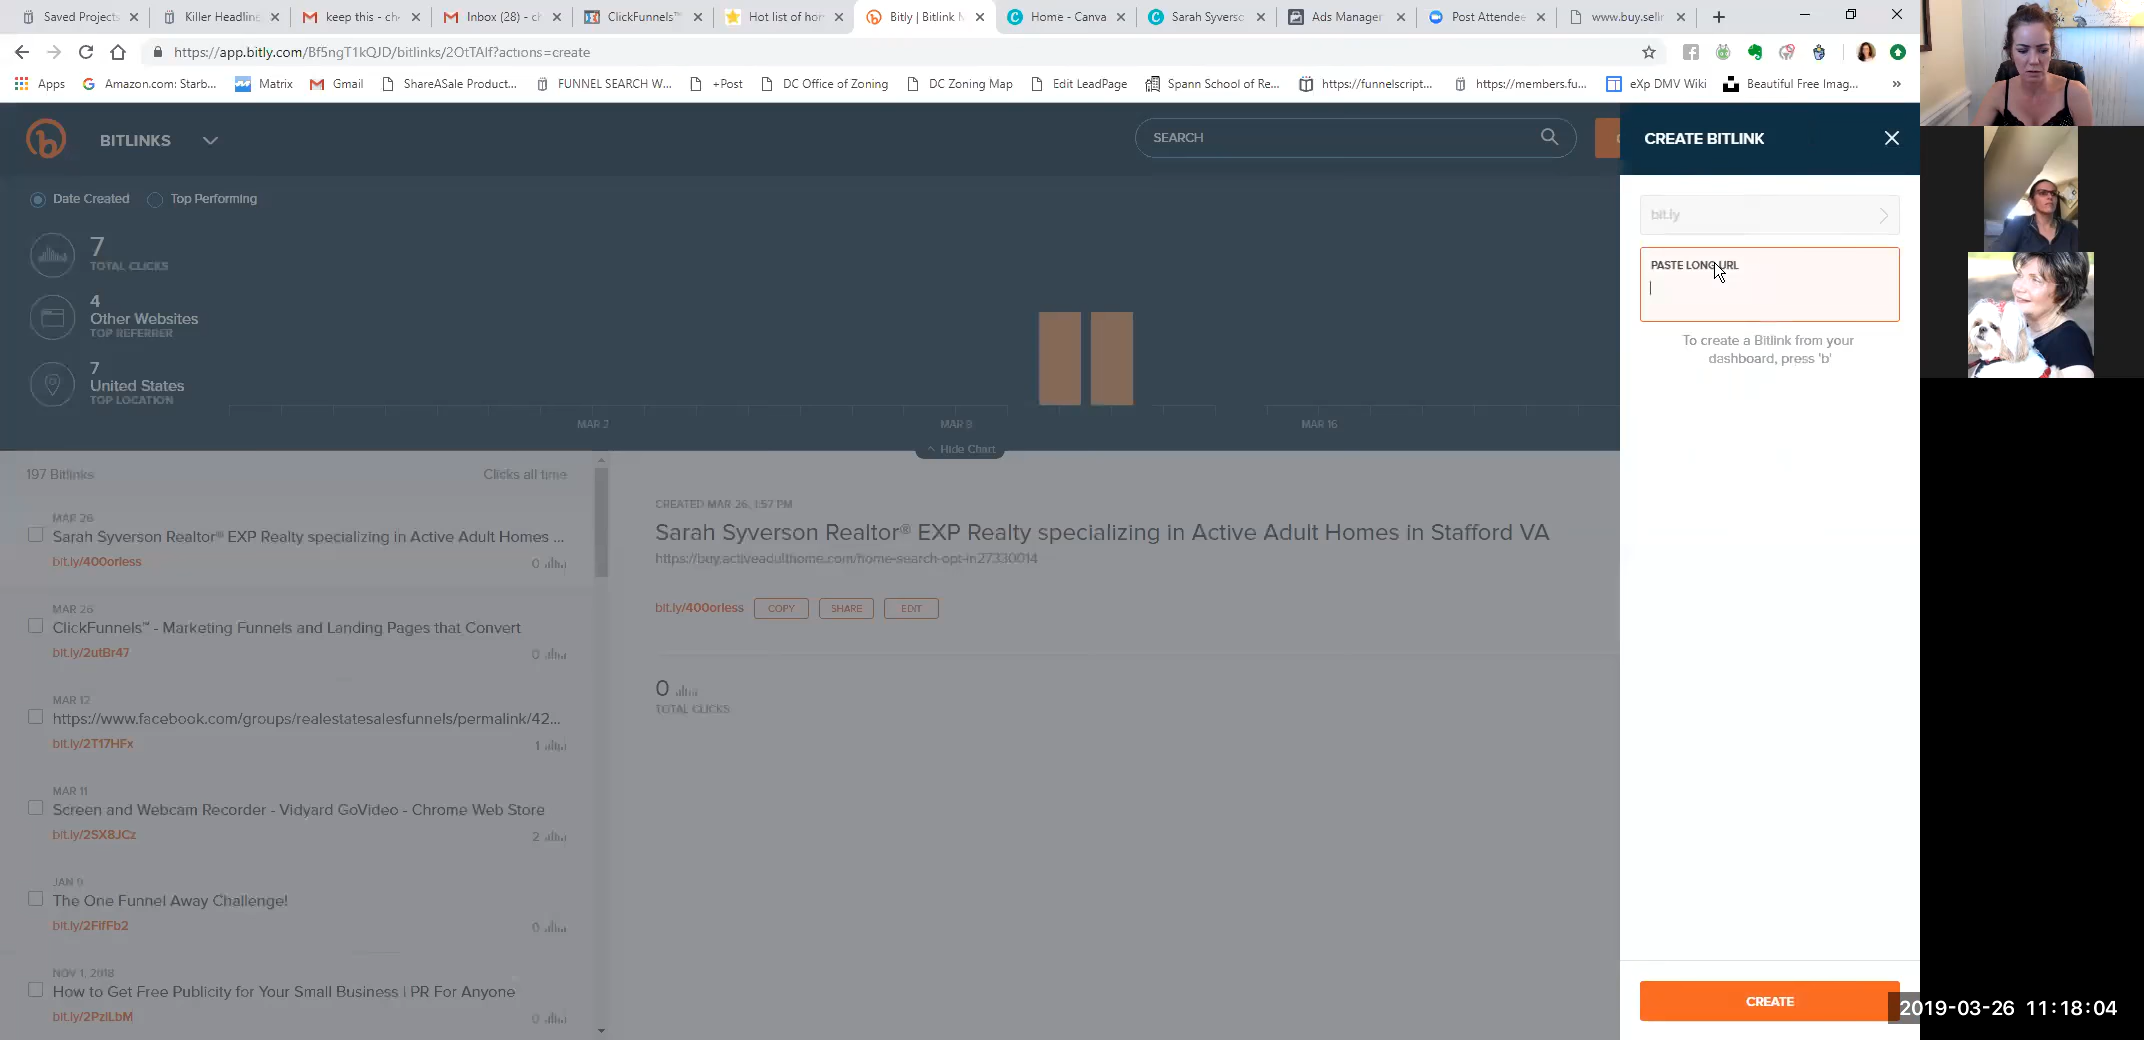 Saved Projects
Killer Headlin
keep this - ch
Inbox (28) - c
ClickFunnels™
Hot list of hor
Bitly | Bitlink M
Home - Canva
Sarah Syverso
Ads Manager
Post Attendee
www.buy.sellin
https://app.bitly.com/Bf5ngT1kQJD/bitlinks/2OtTAlf?actions=create
Apps
Amazon.com: Starb...
Matrix
Gmail
ShareASale Product...
FUNNEL SEARCH W...
+Post
DC Office of Zoning
DC Zoning Map
Edit LeadPage
Spann School of Re...
https://funnelscript...
https://members.fu...
eXp DMV Wiki
Beautiful Free Imag...
BITLINKS
SEARCH
CREATE BITLINK
Date Created
Top Performing
7
TOTAL CLICKS
4
Other Websites
TOP REFERRER
7
United States
TOP LOCATION
MAR 9
MAR 16
Hide Chart
bit.ly
PASTE LONG URL
To create a Bitlink from your
dashboard, press 'b'
197 Bitlinks
Clicks all time
MAR 26
Sarah Syverson Realtor® EXP Realty specializing in Active Adult Homes ...
bit.ly/400orless
0
MAR 26
ClickFunnels™ - Marketing Funnels and Landing Pages that Convert
bit.ly/2utBr47
0
MAR 12
https://www.facebook.com/groups/realestatesalesfunnels/permalink/42...
bit.ly/2T17HFx
1
MAR 11
Screen and Webcam Recorder - Vidyard GoVideo - Chrome Web Store
bit.ly/2SX8JCz
2
JAN 9
The One Funnel Away Challenge!
bit.ly/2FIfFb2
0
NOV 1, 2018
How to Get Free Publicity for Your Small Business | PR For Anyone
bit.ly/2PzlLbM
0
CREATED MAR 26, 1:57 PM
Sarah Syverson Realtor® EXP Realty specializing in Active Adult Homes in Stafford VA
https://buy.activeadulthome.com/home-search-opt-in27330014
bit.ly/400orless
COPY
SHARE
EDIT
0
TOTAL CLICKS
CREATE
2019-03-26 11:18:04